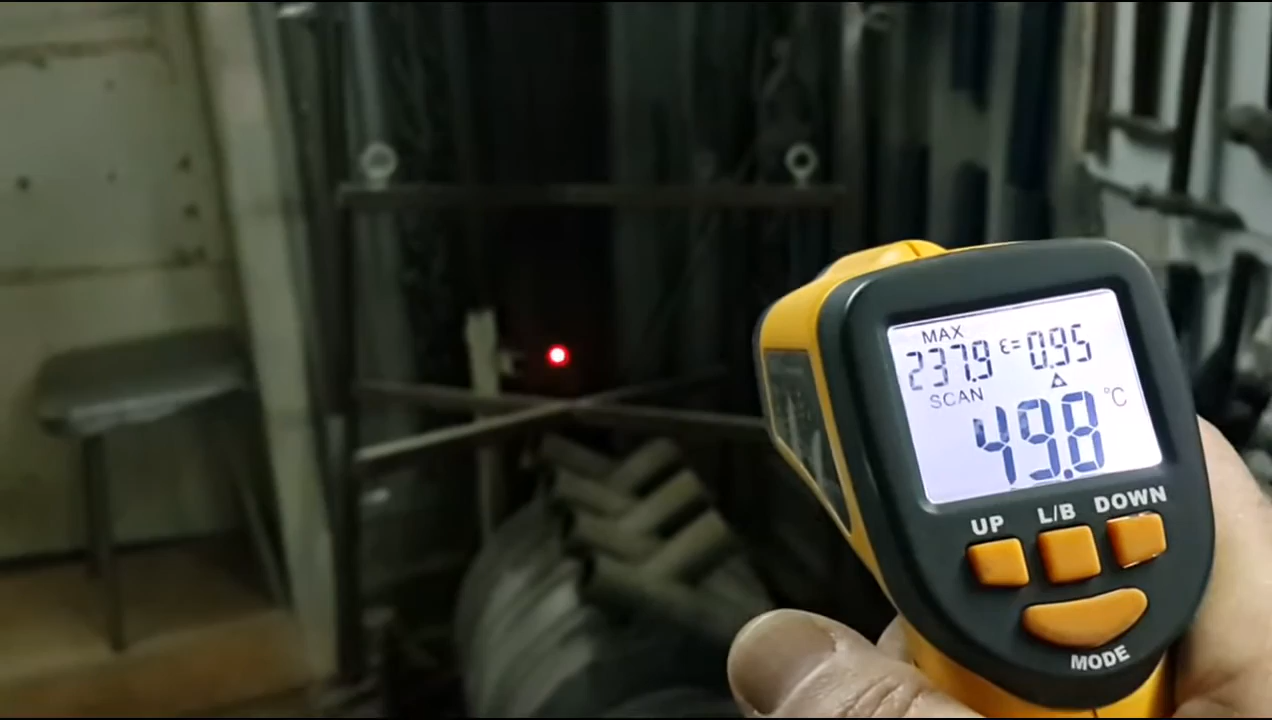 MAX
237.9 ε= 0.95
SCAN
49.8 °C
UP L/B DOWN
MODE